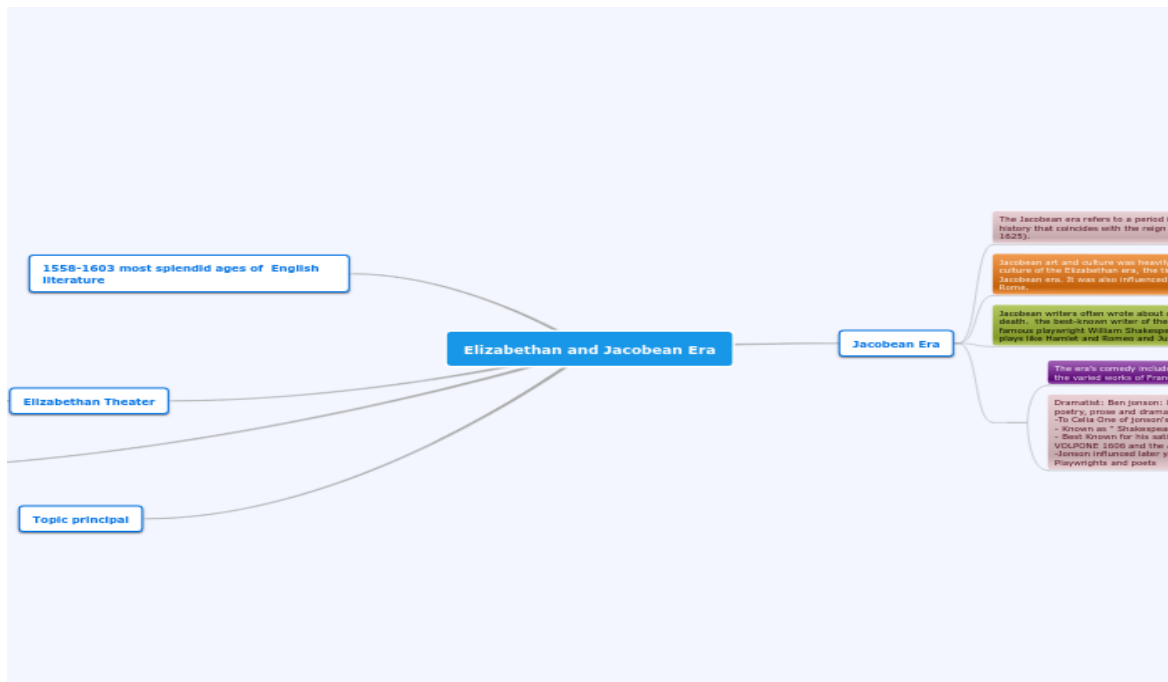 1558-1603 most splendid ages of English
literature
Elizabethan and Jacobean Era
Elizabethan Theater
Topic principal
Jacobean Era
The Jacobean era refers to a period
history that coincides with the reign
1625).
Jacobean art and culture was heavily
culture of the Elizabethan era, the
Jacobean era. It was also influenced
Rome.
Jacobean writers often wrote about
death. the best-known writer of the
famous playwright William
plays like Hamlet and Romeo and
The era's comedy
the varied works of
Dramatist: Ben jonson:
poetry, prose and drama
-To Celia One of jonson's
- Known as "
- Best Known for his
VOLPONE 1606 and the
-Jonson influnced later
Playwrights and poets